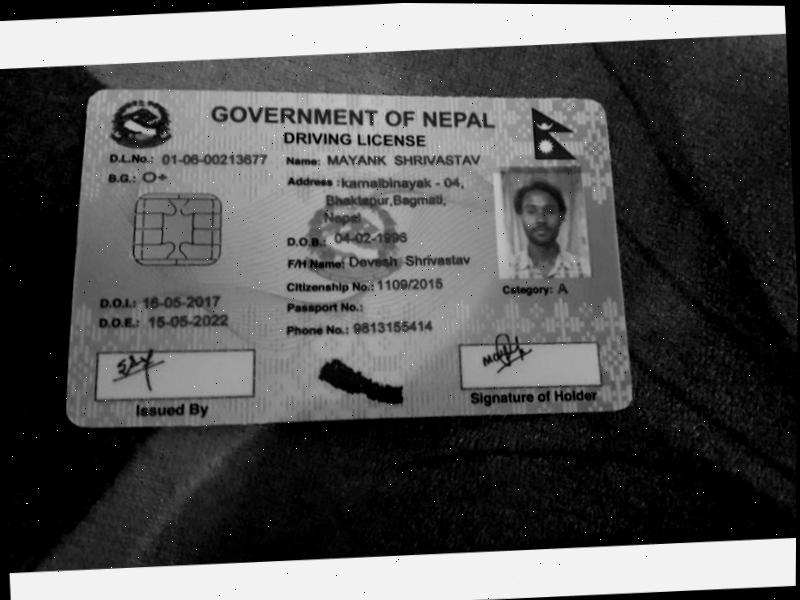 GOVERNMENT OF NEPAL
DRIVING LICENSE
D.L.No.: 01-06-00213677
Name: MAYANK SHRIVASTAV
B.G.: O+
Address : kamalbinayak - 04,
Bhaktapur,Bagmati,
Nepal
D.O.B.: 04-02-1996
F/H Name: Devesh Shrivastav
Citizenship No.: 1109/2015
Category: A
D.O.I.: 16-05-2017
Passport No.:
D.O.E.: 15-05-2022
Phone No.: 9813155414
Issued By
Signature of Holder